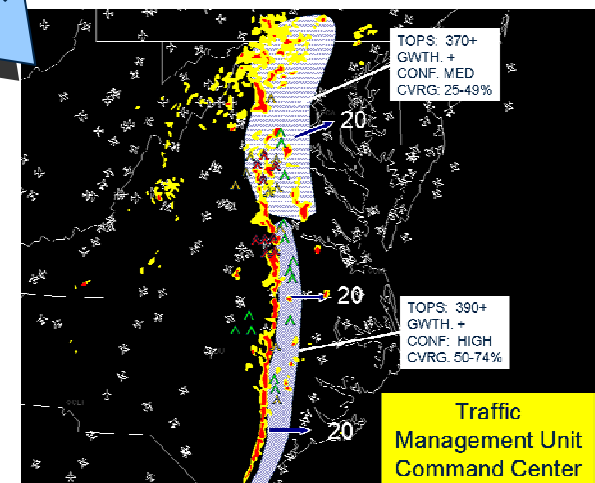 TOPS: 370+
GWTH. +
CONF. MED
CVRG: 25-49%
20
20
TOPS: 390+
GWTH. +
CONF: HIGH
CVRG. 50-74%
20
Traffic
Management Unit
Command Center